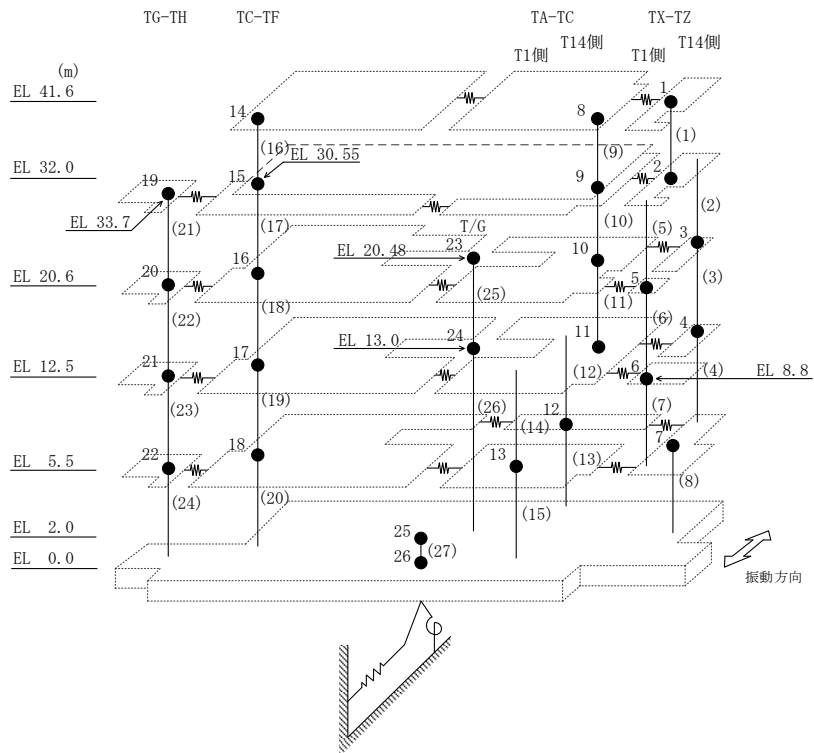 TG-TH TC-TF TA-TC TX-TZ
T14側 T14側
T1側 T1側
(m)
EL 41.6
14 8 1
(16) (9) (1)
EL 30.55
EL 32.0
19 15 9 2
EL 33.7
(21) (17) T/G (10) (5) (2)
EL 20.48
23 10 3
(3)
EL 20.6
20 16 (25) (11) 5
(22) (18) (6)
EL 13.0
24 11 4
EL 12.5
21 17 (12) 6 (4) EL 8.8
(23) (19) (26) 12 (7)
(14)
22 18 13 (13) 7
EL 5.5
(24) (20) (15) (8)
EL 2.0
25
(27)
26
EL 0.0
振動方向